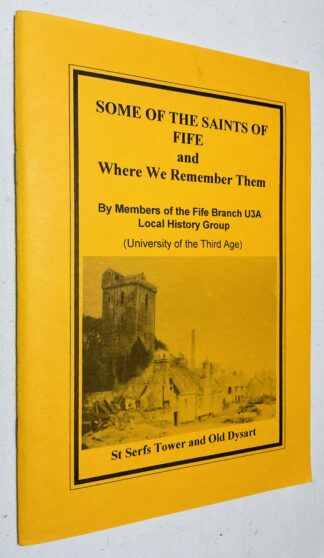 SOME OF THE SAINTS OF
FIFE
and
Where We Remember Them
By Members of the Fife Branch U3A
Local History Group
(University of the Third Age)
St Serfs Tower and Old Dysart